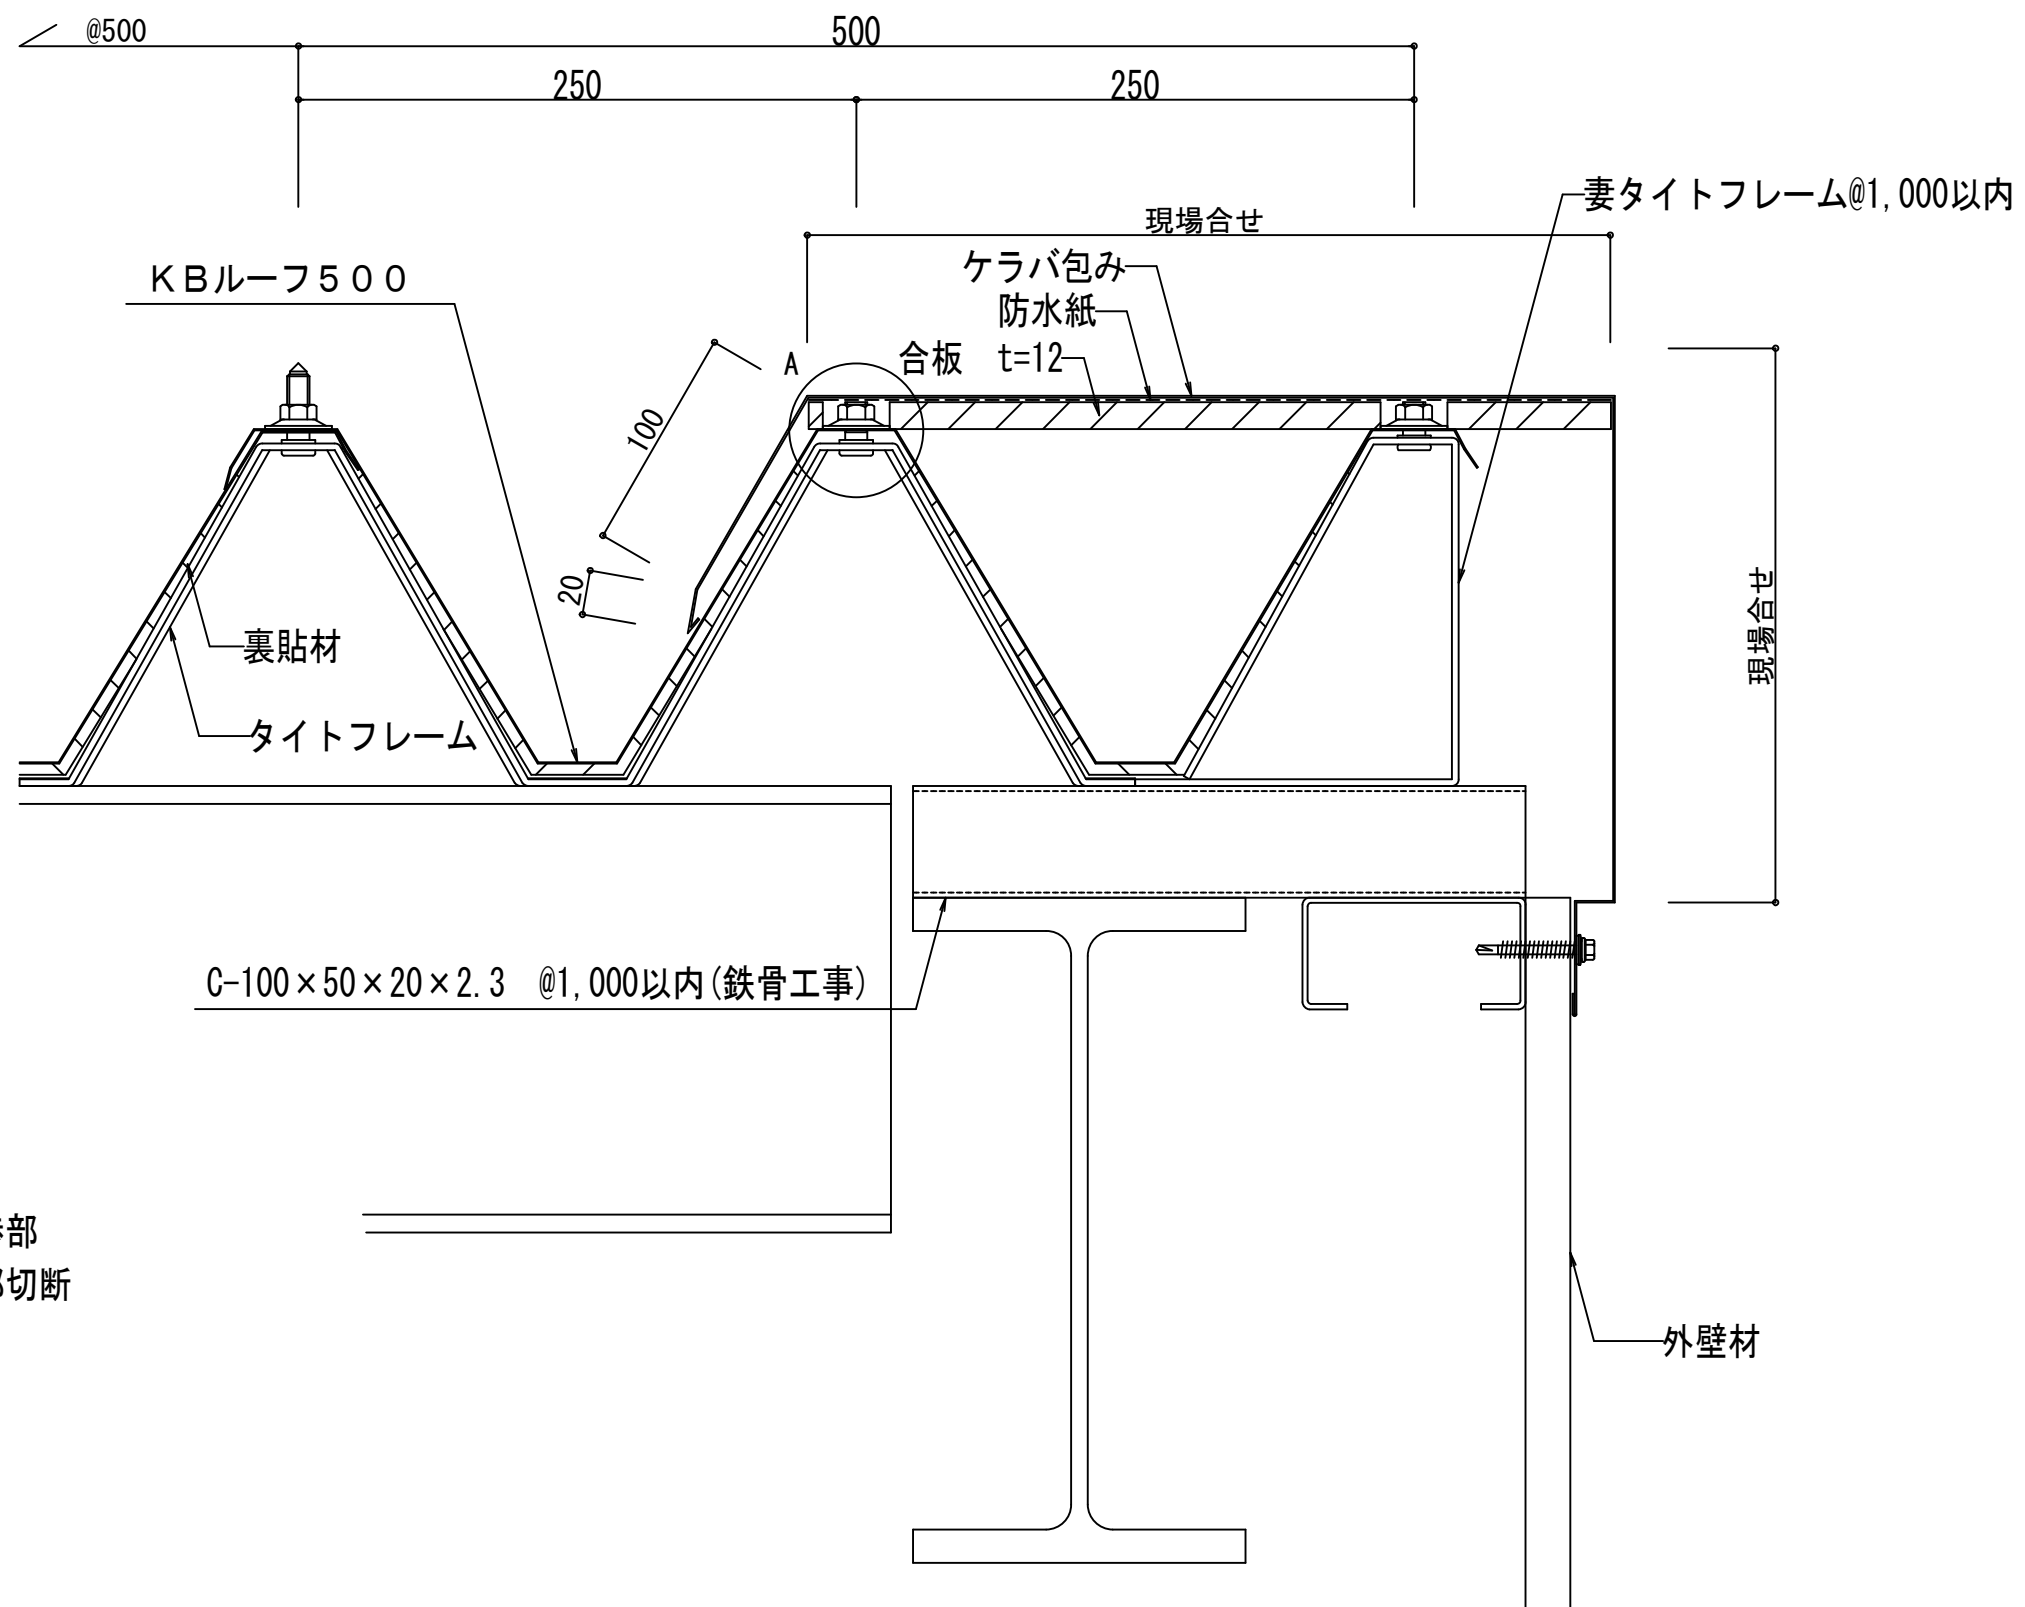 @500
500
250
250
妻タイトフレーム@1,000以内
現場合せ
ケラバ包み
KBルーフ500
防水紙
合板 t=12
A
100
20
現場合せ
裏貼材
タイトフレーム
C-100×50×20×2.3 @1,000以内(鉄骨工事)
部
切断
外壁材